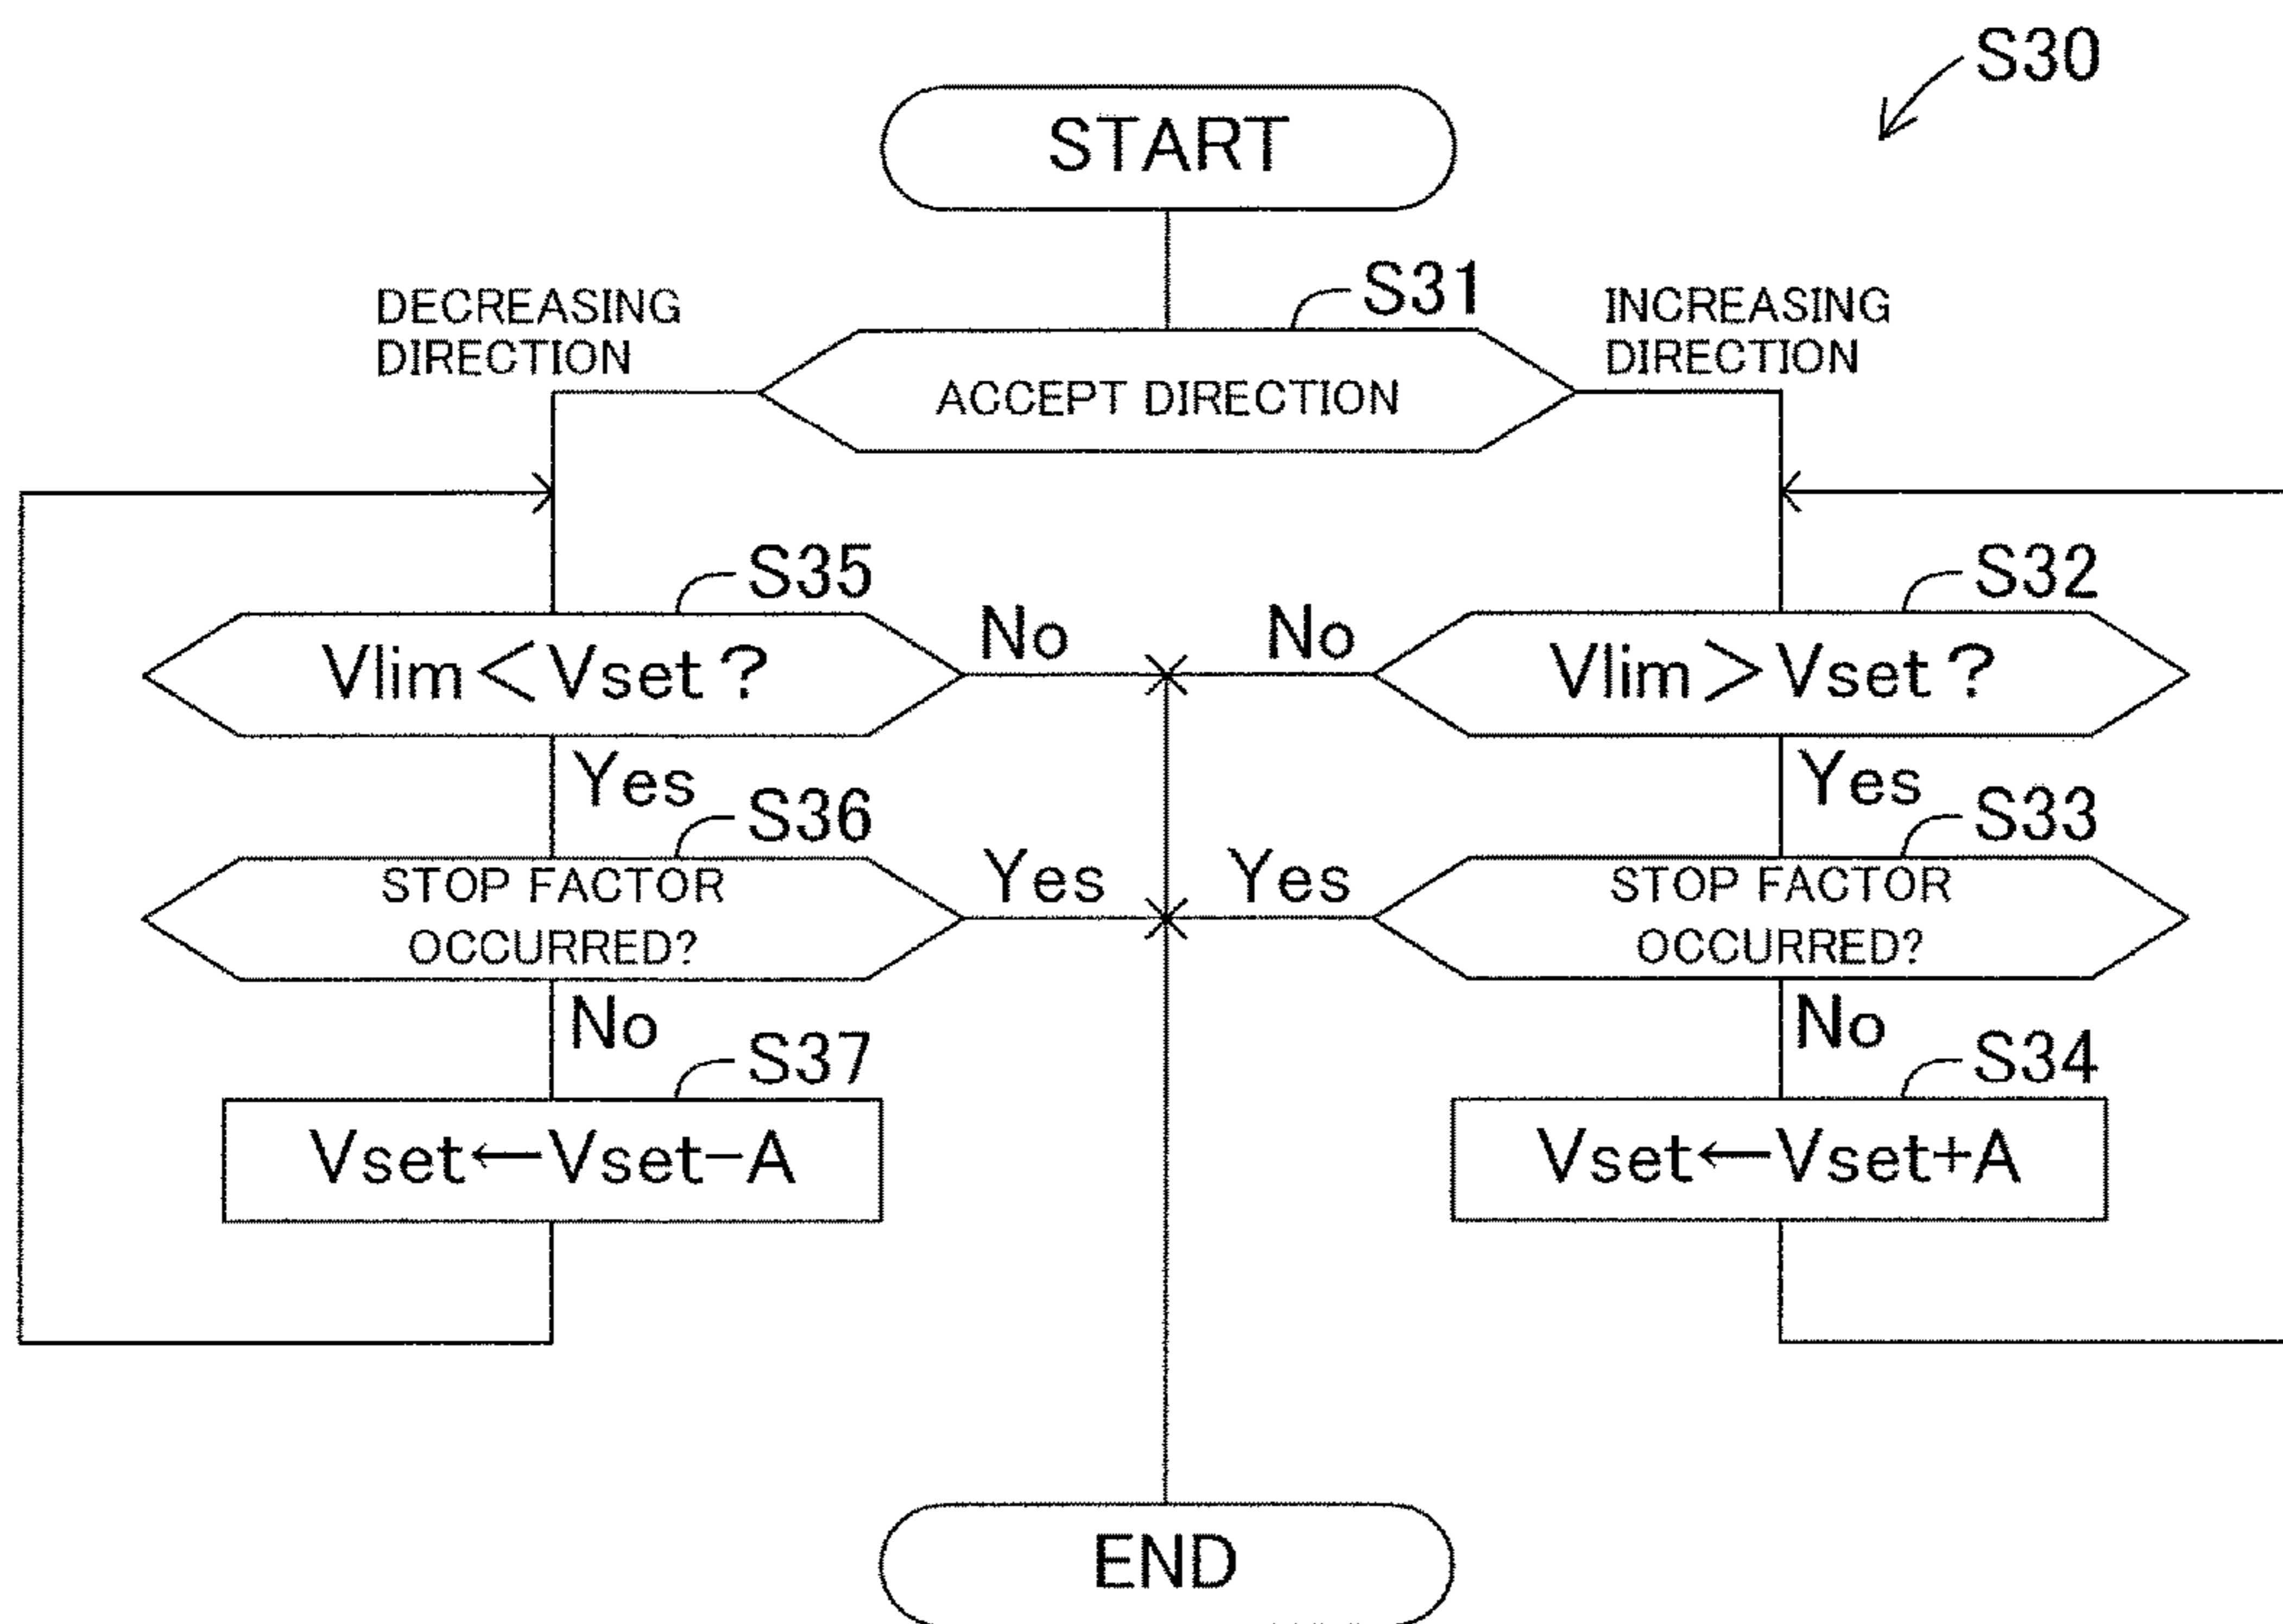 S30
START
S31
DECREASING
DIRECTION
INCREASING
DIRECTION
ACCEPT DIRECTION
S35
S32
Vlim<Vset?
No
No
Vlim>Vset?
Yes
Yes
S36
S33
STOP FACTOR
OCCURRED?
Yes
Yes
STOP FACTOR
OCCURRED?
No
No
S37
S34
Vset←Vset−A
Vset←Vset+A
END